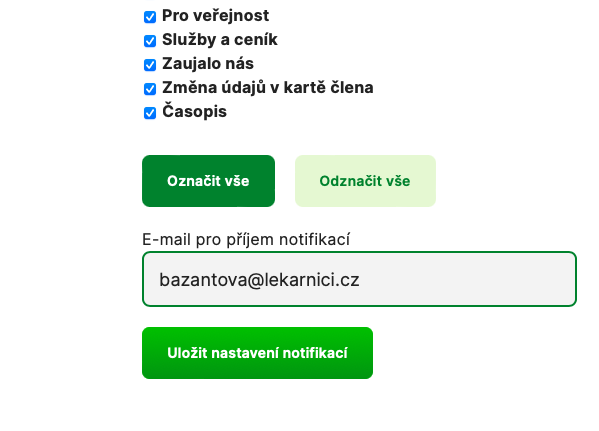 Pro veřejnost
Služby a ceník
Zaujalo nás
Změna údajů v kartě člena
Časopis
Označit vše
Odznačit vše
E-mail pro příjem notifikací
bazantova@lekarnici.cz
Uložit nastavení notifikací